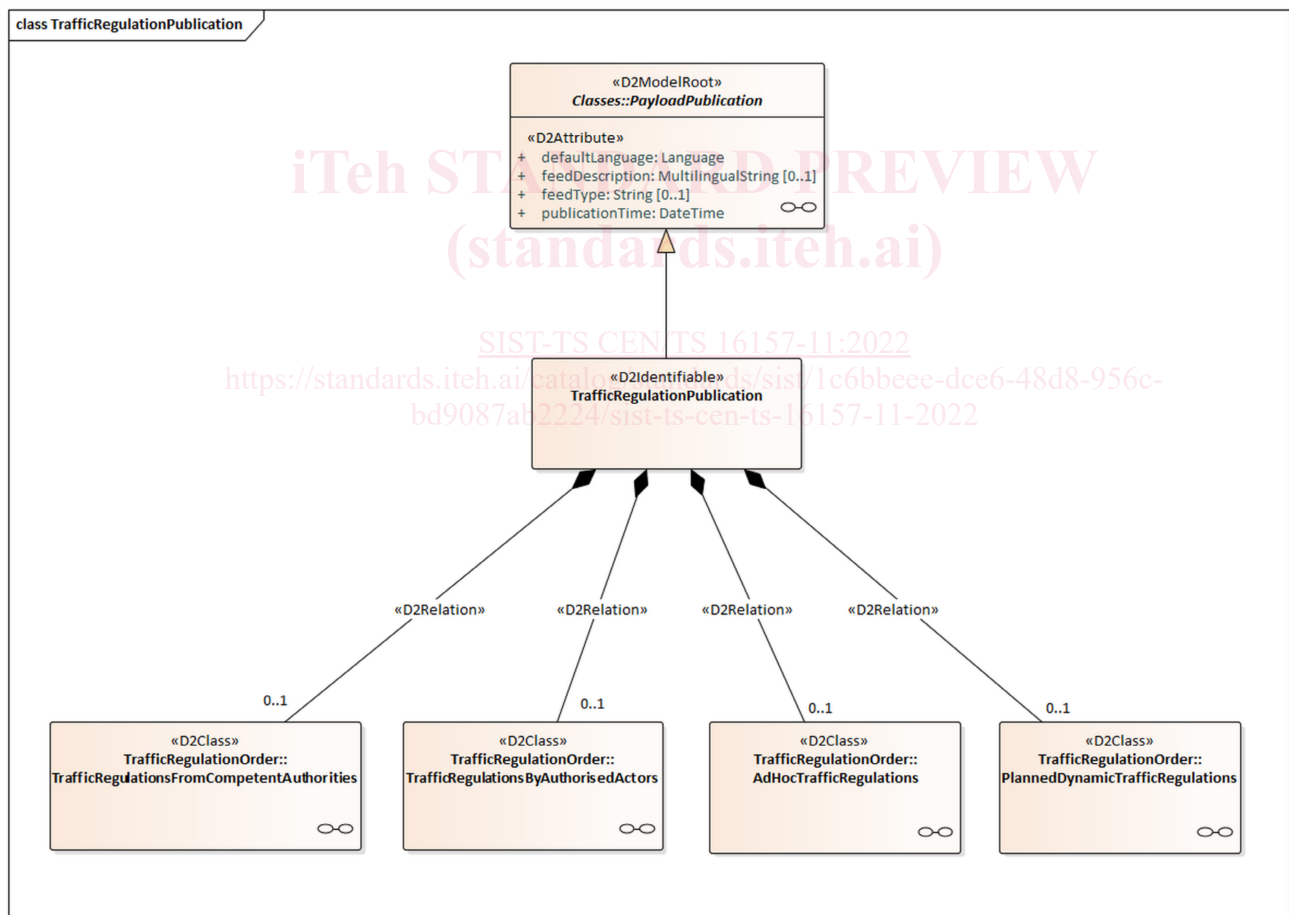 class TrafficRegulationPublication
«D2ModelRoot»
Classes::PayloadPublication
«D2Attribute»
+ defaultLanguage: Language
+ feedDescription: MultilingualString [0..1]
+ feedType: String [0..1]
+ publicationTime: DateTime
iTeh STANDARD PREVIEW
(standards.iteh.ai)
SIST-TS CEN/TS 16157-11:2022
https://standards.iteh.ai/catalog/standards/sist/1c6bbeee-dce6-48d8-956c-
bd9087ab2224/sist-ts-cen-ts-16157-11-2022
«D2Identifiable»
TrafficRegulationPublication
«D2Relation» «D2Relation» «D2Relation» «D2Relation»
0..1 0..1 0..1 0..1
«D2Class»
TrafficRegulationOrder::
TrafficRegulationsFromCompetentAuthorities
«D2Class»
TrafficRegulationOrder::
TrafficRegulationsByAuthorisedActors
«D2Class»
TrafficRegulationOrder::
AdHocTrafficRegulations
«D2Class»
TrafficRegulationOrder::
PlannedDynamicTrafficRegulations